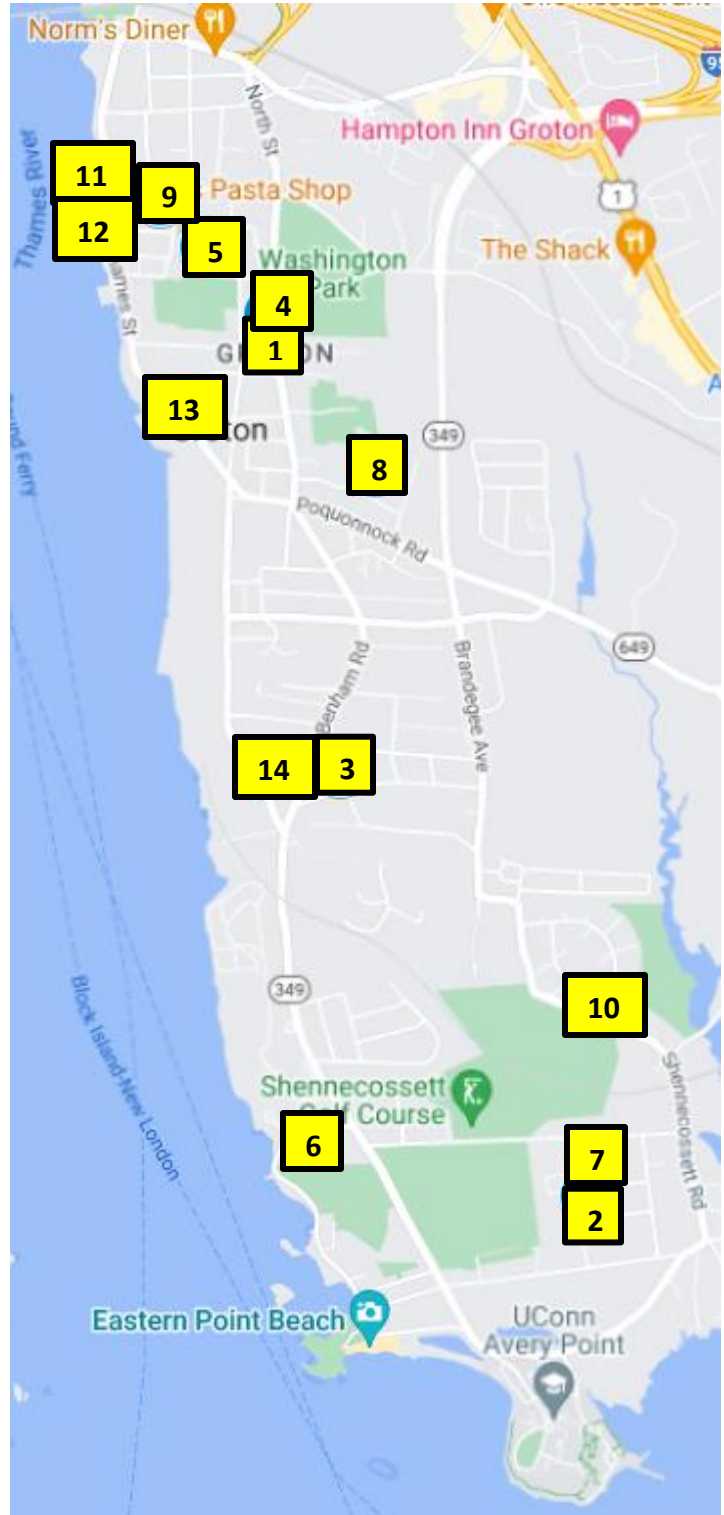 Norm's Diner
95
North St
Hampton Inn Groton
11
9
Pasta Shop
1
Thames River
12
5
The Shack
Washington
Park
4
1
13
349
8
Poquonnock Rd
649
Benham Rd
Brandegee Ave
14
3
349
10
Block Island-New London
Shennecossett
Golf Course
Shennecossett Rd
6
7
2
Eastern Point Beach
UConn
Avery Point